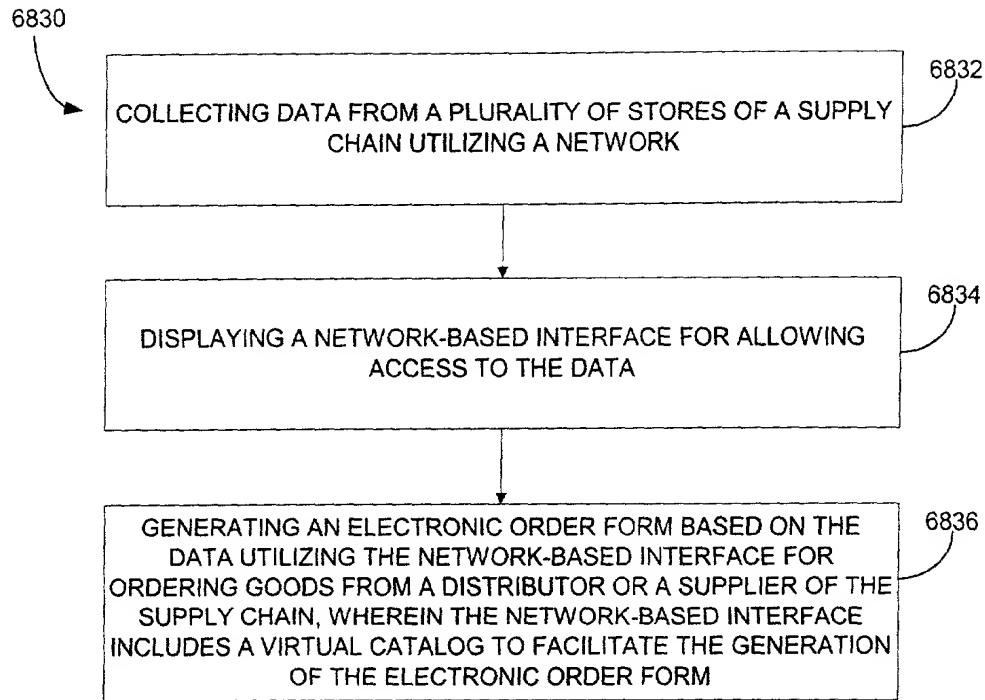 6830
6832
COLLECTING DATA FROM A PLURALITY OF STORES OF A SUPPLY
CHAIN UTILIZING A NETWORK
6834
DISPLAYING A NETWORK-BASED INTERFACE FOR ALLOWING
ACCESS TO THE DATA
6836
GENERATING AN ELECTRONIC ORDER FORM BASED ON THE
DATA UTILIZING THE NETWORK-BASED INTERFACE FOR
ORDERING GOODS FROM A DISTRIBUTOR OR A SUPPLIER OF THE
SUPPLY CHAIN, WHEREIN THE NETWORK-BASED INTERFACE
INCLUDES A VIRTUAL CATALOG TO FACILITATE THE GENERATION
OF THE ELECTRONIC ORDER FORM